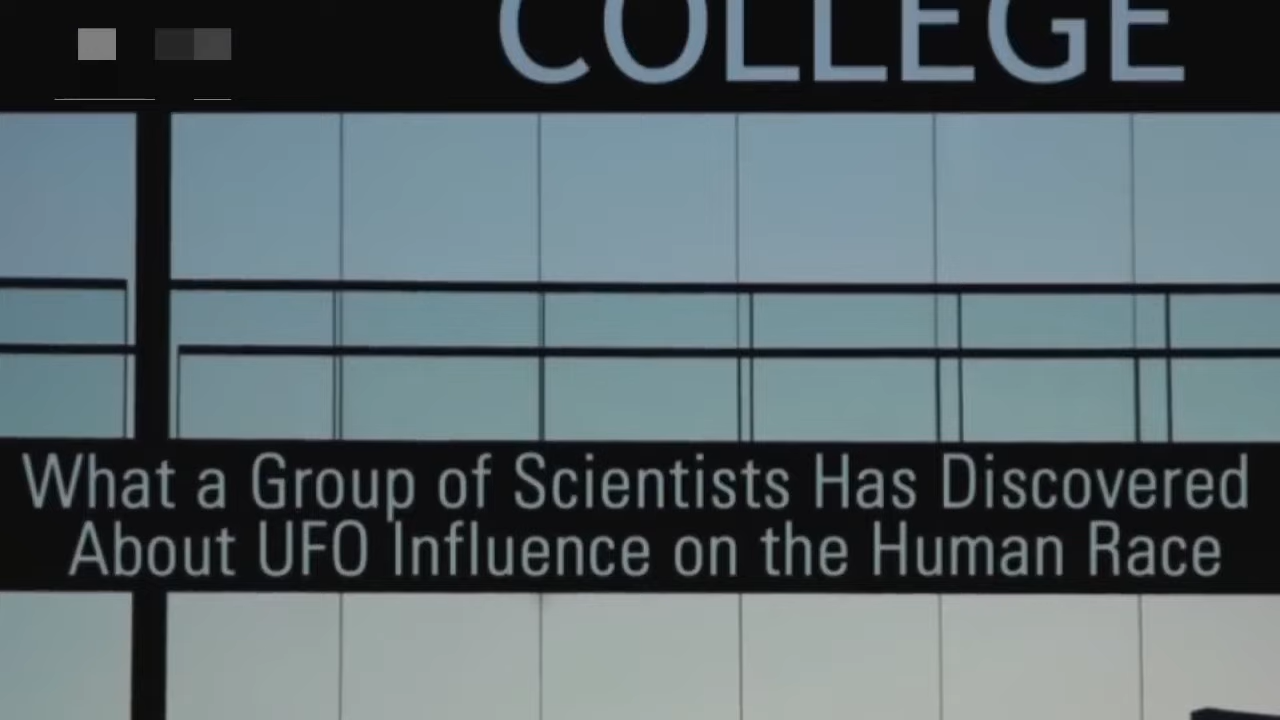 COLLEGE
What a Group of Scientists Has Discovered
About UFO Influence on the Human Race